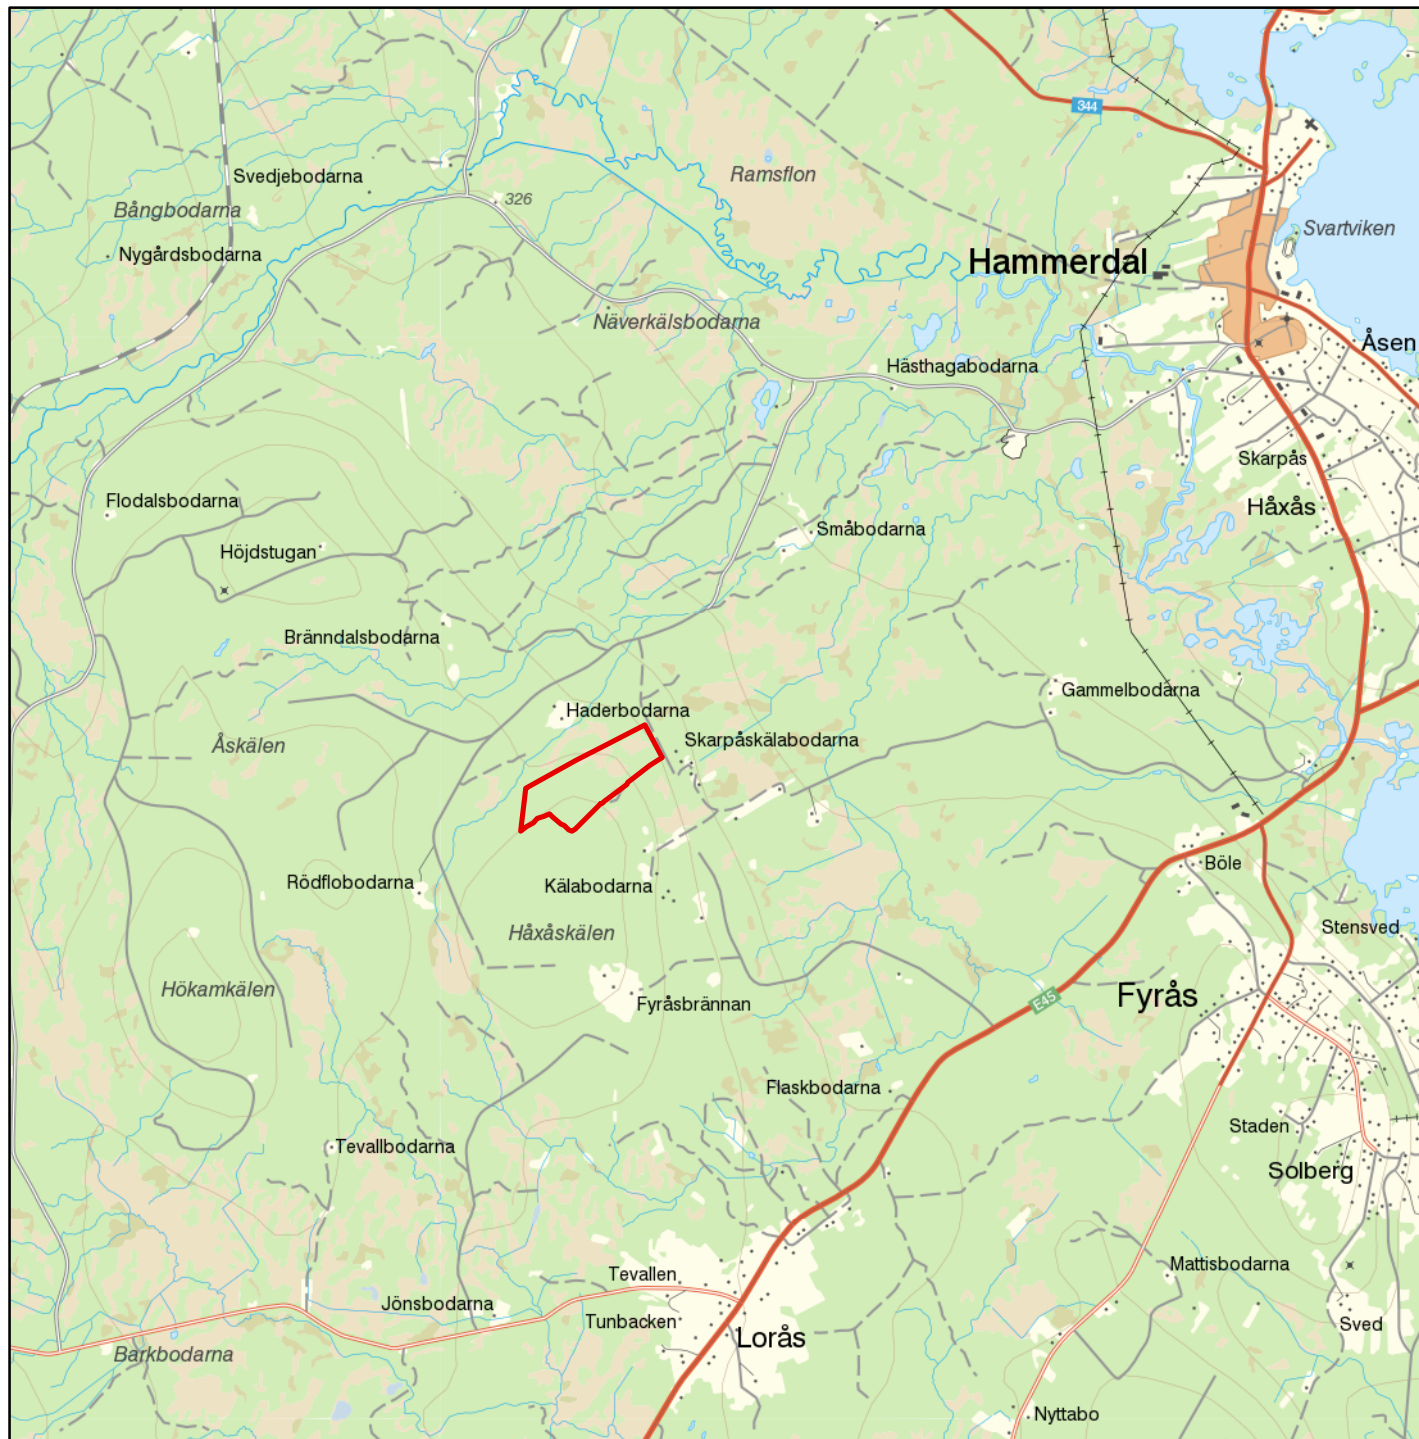 344
Ramsflon
Svedjebodarna
326
Bångbodarna
Svartviken
Nygårdsbodarna
Hammerdal
Näverkälsbodarna
Åsen
Hästhagabodarna
Skarpås
Flodalsbodarna
Håxås
Småbodarna
Höjdstugan
Bränndalsbodarna
Gammelbodarna
Haderbodarna
Skarpåskälabodarna
Åskälen
Böle
Rödflobodarna
Kälabodarna
Stensved
Håxåskälen
Hökamkälen
Fyrås
E45
Fyråsbrännan
Flaskbodarna
Staden
Tevallbodarna
Solberg
Mattisbodarna
Tevallen
Jönsbodarna
Tunbacken
Sved
Lorås
Barkbodarna
Nyttabo